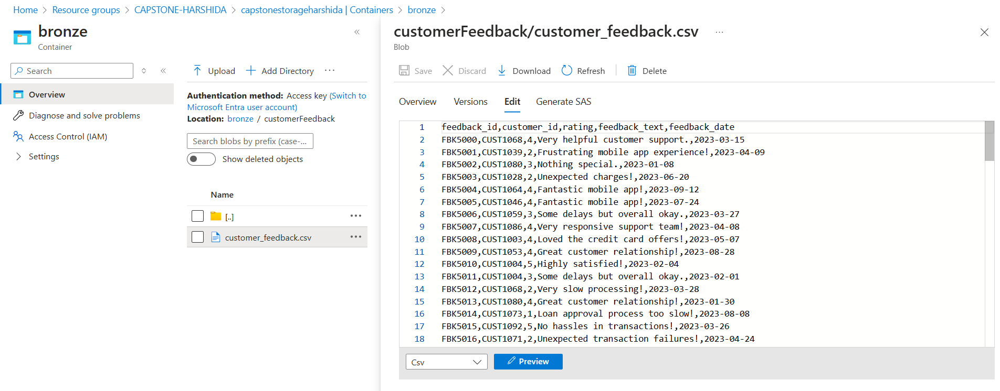 Home > Resource groups > CAPSTONE-HARSHIDA > capstonestorageharshida | Containers > bronze >
bronze
Container
Search
Overview
Diagnose and solve problems
Access Control (IAM)
Settings
Upload Add Directory ...
Authentication method: Access key (Switch to
Microsoft Entra user account)
Location: bronze / customerFeedback
Search blobs by prefix (case-...
Show deleted objects
Name
[..]
customer_feedback.csv
customerFeedback/customer_feedback.csv ...
Blob
Save Discard Download Refresh Delete
Overview Versions Edit Generate SAS
1 feedback_id,customer_id,rating,feedback_text,feedback_date
2 FBK5000,CUST1068,4,Very helpful customer support.,2023-03-15
3 FBK5001,CUST1039,2,Frustrating mobile app experience!,2023-04-09
4 FBK5002,CUST1080,3,Nothing special.,2023-01-08
5 FBK5003,CUST1028,2,Unexpected charges!,2023-06-20
6 FBK5004,CUST1064,4,Fantastic mobile app!,2023-09-12
7 FBK5005,CUST1046,4,Fantastic mobile app!,2023-07-24
8 FBK5006,CUST1059,3,Some delays but overall okay.,2023-03-27
9 FBK5007,CUST1086,4,Very responsive support team!,2023-04-08
10 FBK5008,CUST1003,4,Loved the credit card offers!,2023-05-07
11 FBK5009,CUST1053,4,Great customer relationship!,2023-08-28
12 FBK5010,CUST1004,5,Highly satisfied!,2023-02-04
13 FBK5011,CUST1004,3,Some delays but overall okay.,2023-02-01
14 FBK5012,CUST1068,2,Very slow processing!,2023-03-28
15 FBK5013,CUST1080,4,Great customer relationship!,2023-01-30
16 FBK5014,CUST1073,1,Loan approval process too slow!,2023-08-08
17 FBK5015,CUST1092,5,No hassles in transactions!,2023-03-26
18 FBK5016,CUST1071,2,Unexpected transaction failures!,2023-04-24
Csv
Preview